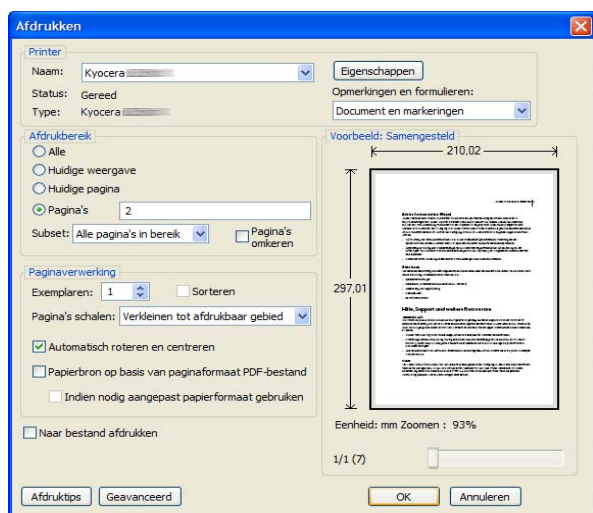 Afdrukken
Printer
Naam: Kyocera
Eigenschappen
Status: Gereed
Opmerkingen en formulieren:
Type: Kyocera
Document en markeringen
Afdrukbereik
Alle
Huidige weergave
Huidige pagina
Pagina's 2
Subset: Alle pagina's in bereik
Pagina's
omkeren
Paginaverwerking
Exemplaren: 1
Sorteren
Pagina's schalen: Verkleinen tot afdrukbaar gebied
Automatisch roteren en centreren
Papierbron op basis van paginaformaat PDF-bestand
Indien nodig aangepast papierformaat gebruiken
Naar bestand afdrukken
Voorbeeld: Samengesteld
210,02
297,01
Hilfe, Support und weitere Ressourcen
Eenheid: mm Zoomen : 93%
1/1 (7)
Afdruktips
Geavanceerd
OK
Annuleren